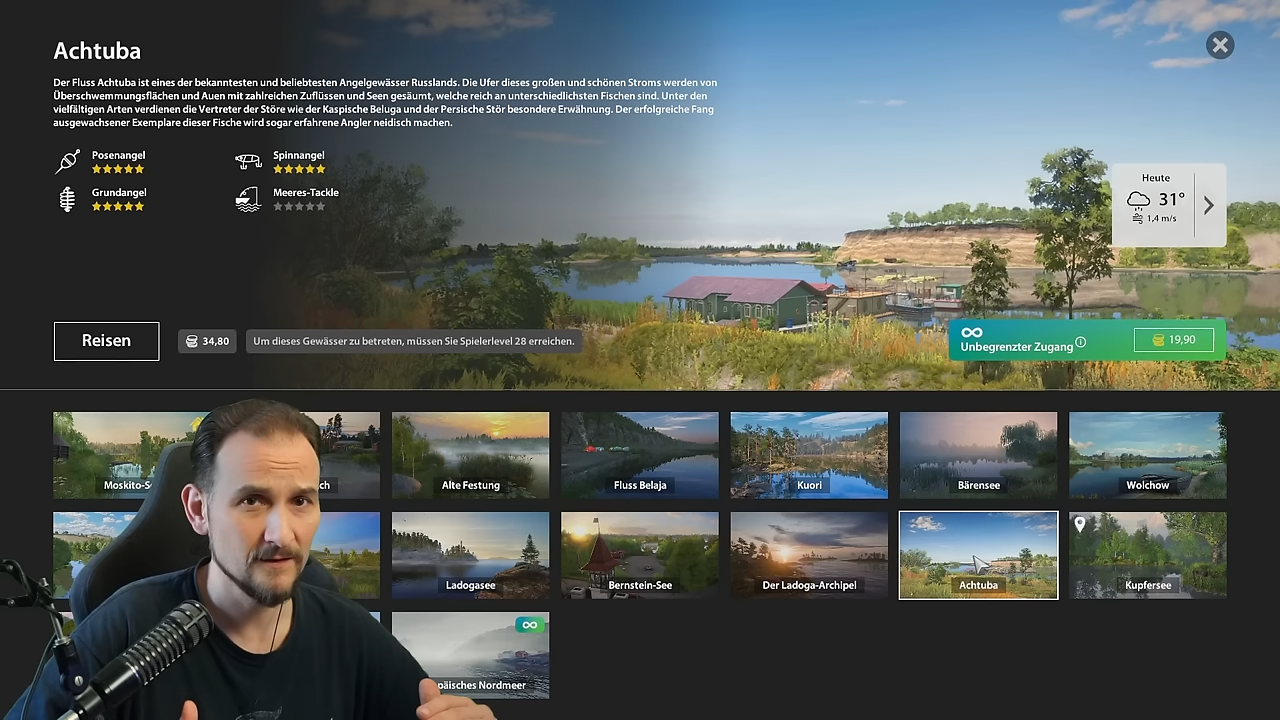 Achtuba
Der Fluss Achtuba ist eines der bekanntesten und beliebtesten Angelgewässer Russlands. Die Ufer dieses großen und schönen Stroms werden von
Überschwemmungsflächen und Auen mit zahlreichen Zuflüssen und Seen gesäumt, welche reich an unterschiedlichsten Fischen sind. Unter den
vielfältigen Arten verdienen die Vertreter der Störe wie der Kaspische Beluga und der Persische Stör besondere Erwähnung. Der erfolgreiche Fang
ausgewachsener Exemplare dieser Fische wird sogar erfahrene Angler neidisch machen.
Posenangel
Spinnangel
Grundangel
Meeres-Tackle
Heute
31°
1,4 m/s
Reisen
34,80
Um dieses Gewässer zu betreten, müssen Sie Spielerlevel 28 erreichen.
Unbegrenzter Zugang
19,90
Moskito-S
ch
Alte Festung
Fluss Belaja
Kuori
Bärensee
Wolchow
Ladogasee
Bernstein-See
Der Ladoga-Archipel
Achtuba
Kupfersee
päisches Nordmeer